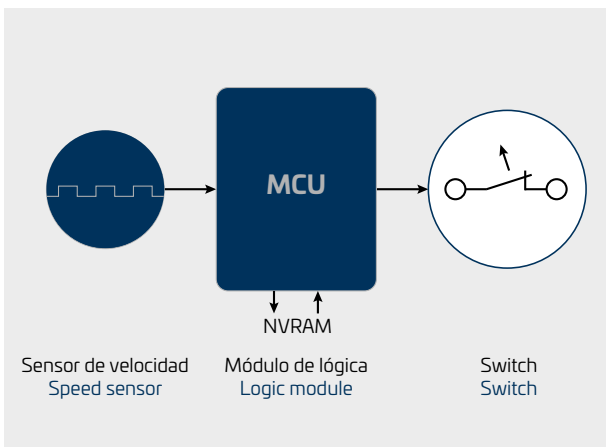 MCU
NVRAM
Sensor de velocidad
Speed sensor
Módulo de lógica
Logic module
Switch
Switch